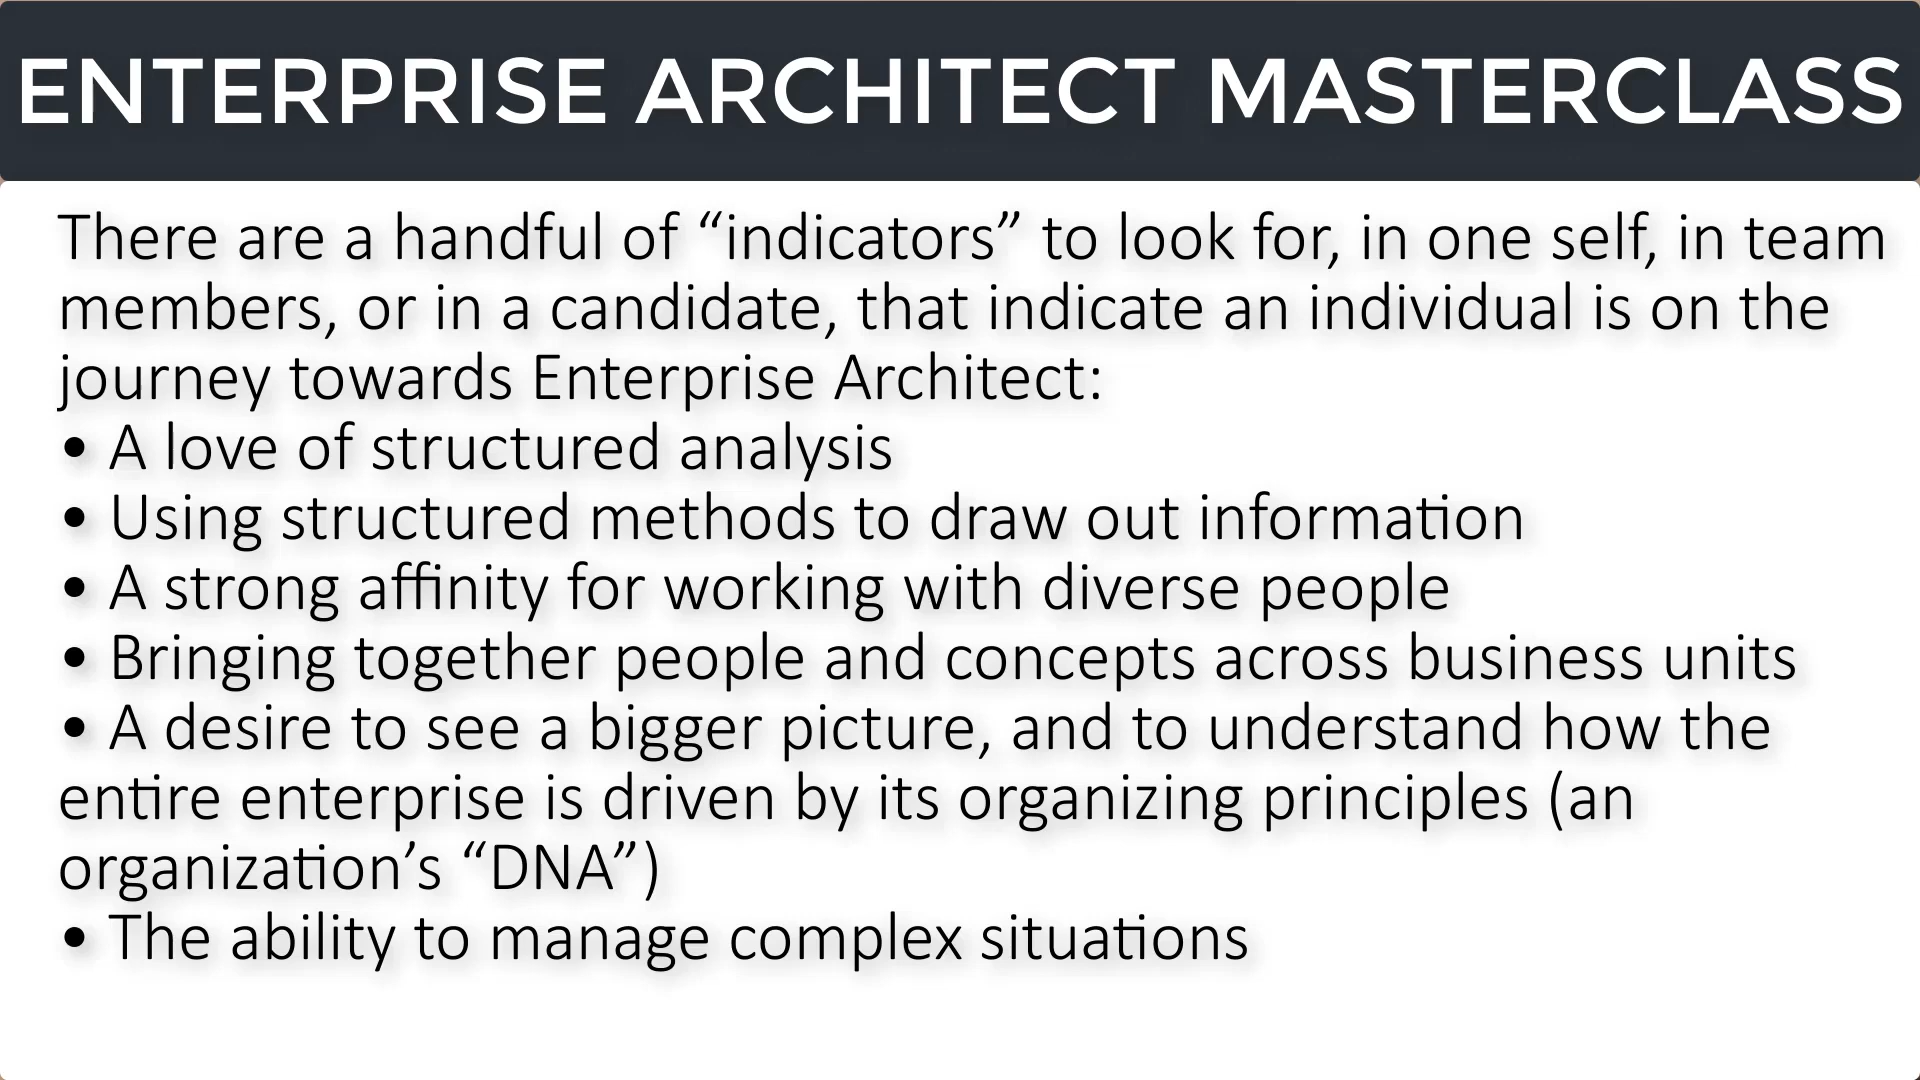 ENTERPRISE ARCHITECT MASTERCLASS
There are a handful of “indicators” to look for, in one self, in team
members, or in a candidate, that indicate an individual is on the
journey towards Enterprise Architect:
• A love of structured analysis
• Using structured methods to draw out information
• A strong affinity for working with diverse people
• Bringing together people and concepts across business units
• A desire to see a bigger picture, and to understand how the
entire enterprise is driven by its organizing principles (an
organization’s “DNA”)
• The ability to manage complex situations